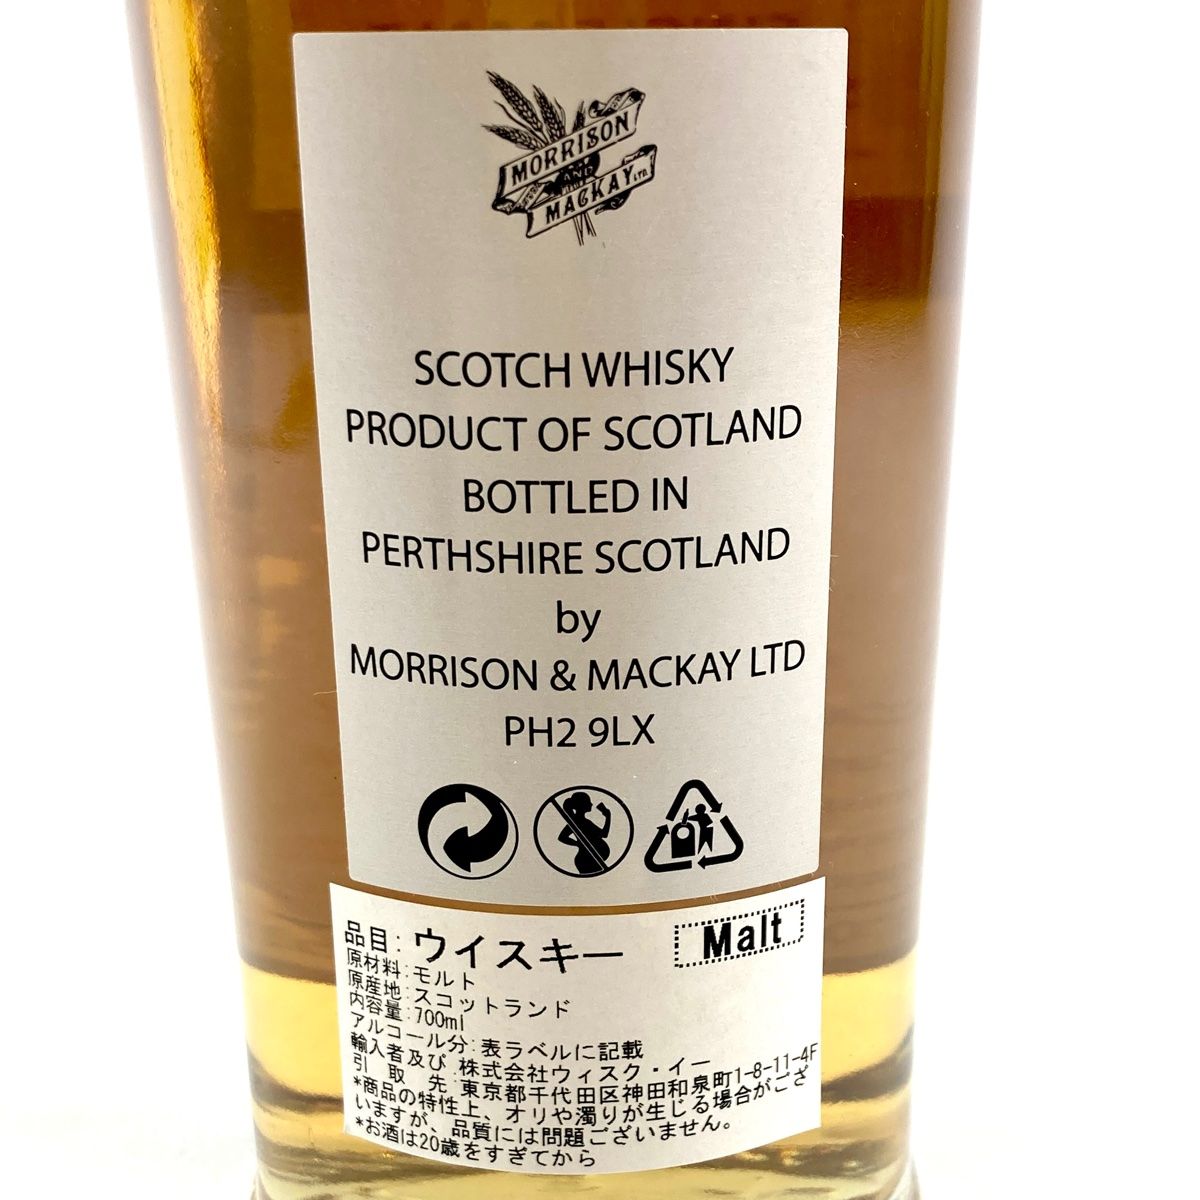 MORRISON
AND
MACKAY LTD.
SCOTCH WHISKY
PRODUCT OF SCOTLAND
BOTTLED IN
PERTHSHIRE SCOTLAND
by
MORRISON & MACKAY LTD
PH2 9LX
品目: ウイスキー
Malt
原材料:モルト
原産地:スコットランド
内容量:700ml
アルコール分:表ラベルに記載
輸入者及び 株式会社ウィスク・イー
引 取 先:東京都千代田区神田和泉町1-8-11-4F
*商品の特性上、オリや濁りが生じる場合がござ
いますが、品質には問題ございません。
*お酒は20歳をすぎてから